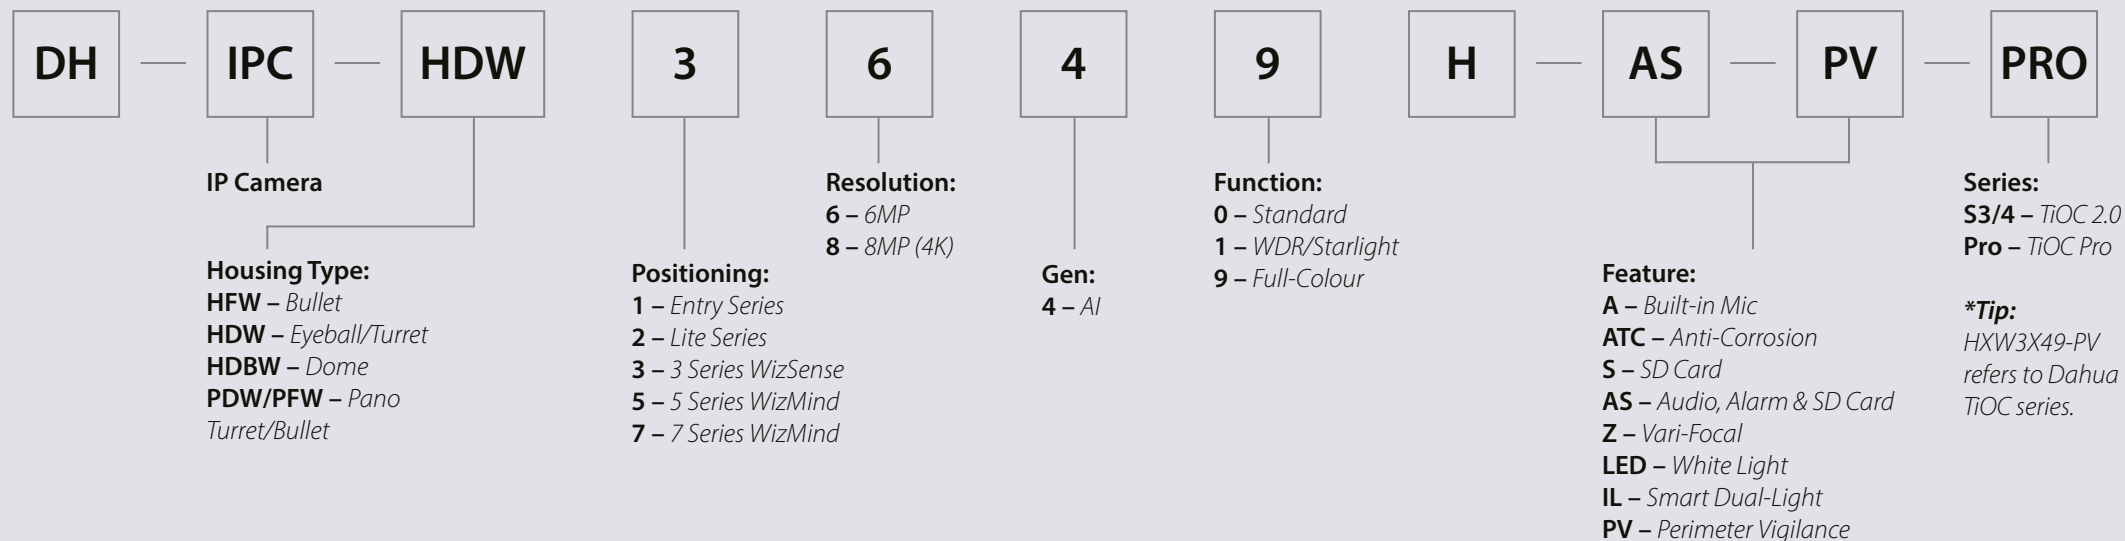 DH — IPC — HDW 3 6 4 9 H — AS — PV — PRO
IP Camera
Housing Type:
HFW – Bullet
HDW – Eyeball/Turret
HDBW – Dome
PDW/PFW – Pano
Turret/Bullet
Positioning:
1 – Entry Series
2 – Lite Series
3 – 3 Series WizSense
5 – 5 Series WizMind
7 – 7 Series WizMind
Resolution:
6 – 6MP
8 – 8MP (4K)
Gen:
4 – AI
Function:
0 – Standard
1 – WDR/Starlight
9 – Full-Colour
Feature:
A – Built-in Mic
ATC – Anti-Corrosion
S – SD Card
AS – Audio, Alarm & SD Card
Z – Vari-Focal
LED – White Light
IL – Smart Dual-Light
PV – Perimeter Vigilance
Series:
S3/4 – TiOC 2.0
Pro – TiOC Pro
*Tip:
HXW3X49-PV
refers to Dahua
TiOC series.